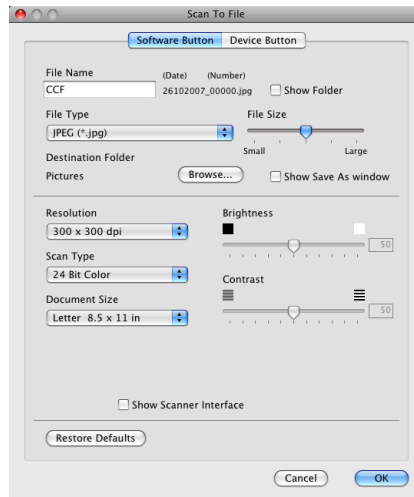 Scan To File
Software Button Device Button
File Name (Date) (Number)
CCF 26102007_00000.jpg Show Folder
File Type File Size
JPEG (*.jpg)
Small Large
Destination Folder
Pictures Browse... Show Save As window
Resolution Brightness
300 x 300 dpi
50
Scan Type
24 Bit Color Contrast
Document Size
Letter 8.5 x 11 in 50
Show Scanner Interface
Restore Defaults
Cancel OK